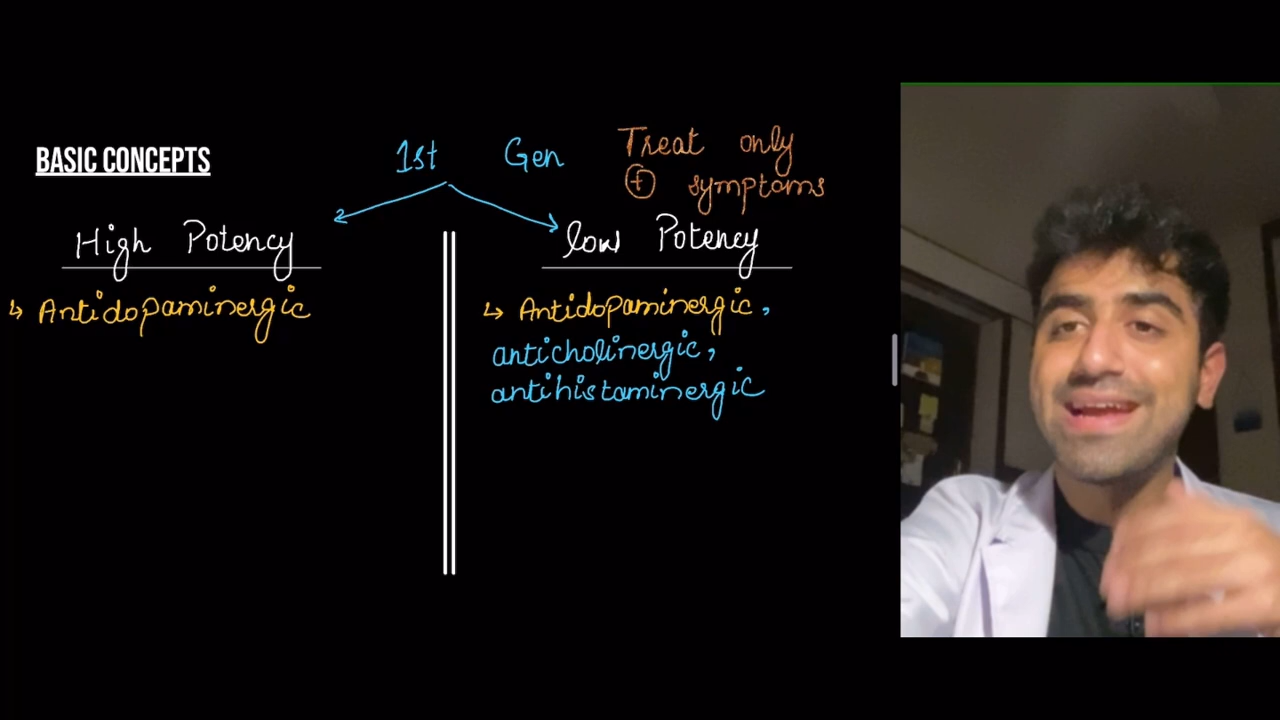 BASIC CONCEPTS
1st Gen
Treat only
⊕ symptoms
High Potency
↳ Antidopaminergic
low Potency
↳ Antidopaminergic,
anticholinergic,
antihistaminergic